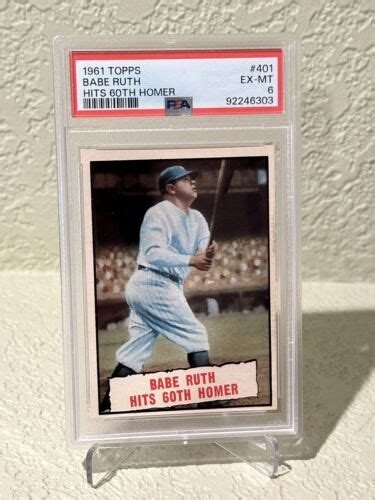 1961 TOPPS #401
BABE RUTH EX-MT
HITS 60TH HOMER PSA 6
92246303
BABE RUTH
HITS 60TH HOMER